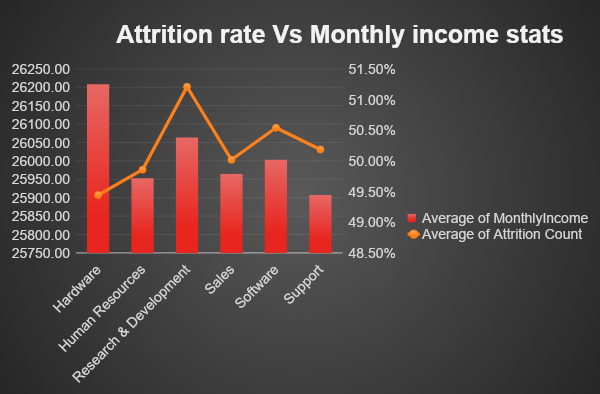 Attrition rate Vs Monthly income stats
26250.00
26200.00
26150.00
26100.00
26050.00
26000.00
25950.00
25900.00
25850.00
25800.00
25750.00
51.50%
51.00%
50.50%
50.00%
49.50%
49.00%
48.50%
Hardware
Human Resources
Research & Development
Sales
Software
Support
Average of MonthlyIncome
Average of Attrition Count